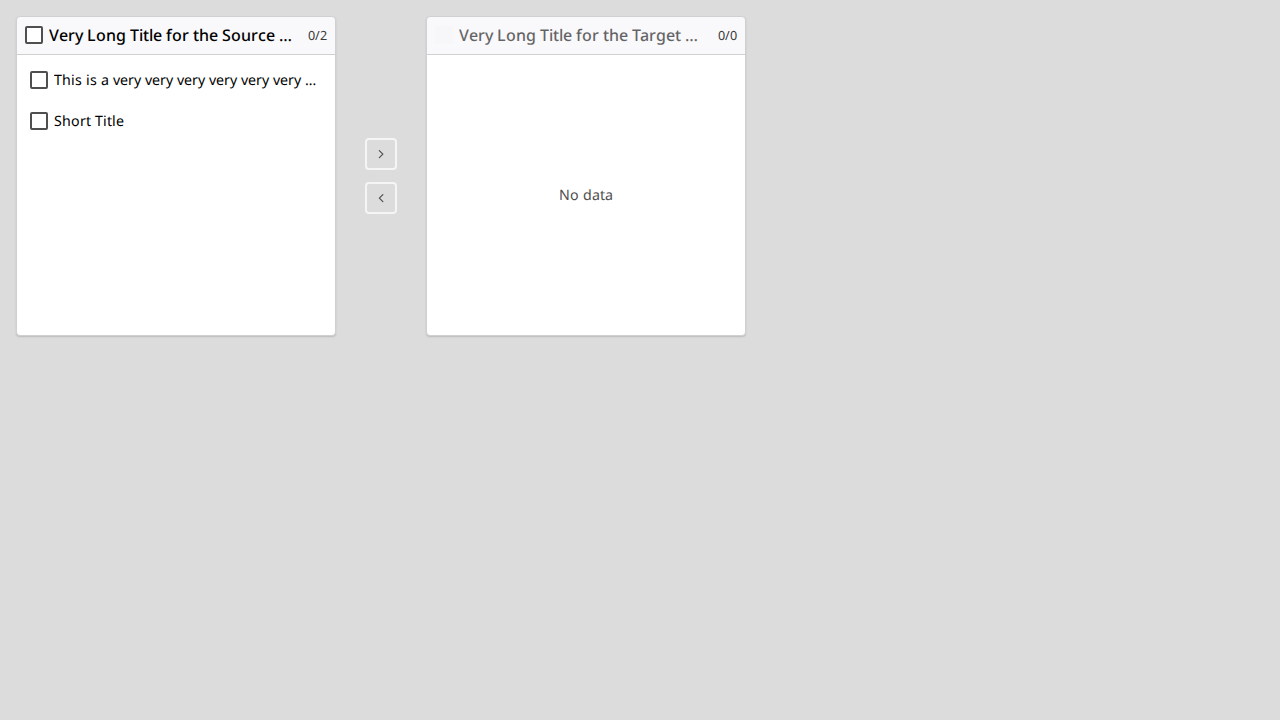 Very Long Title for the Source ... 0/2
This is a very very very very very very ...
Short Title
Very Long Title for the Target ... 0/0
No data